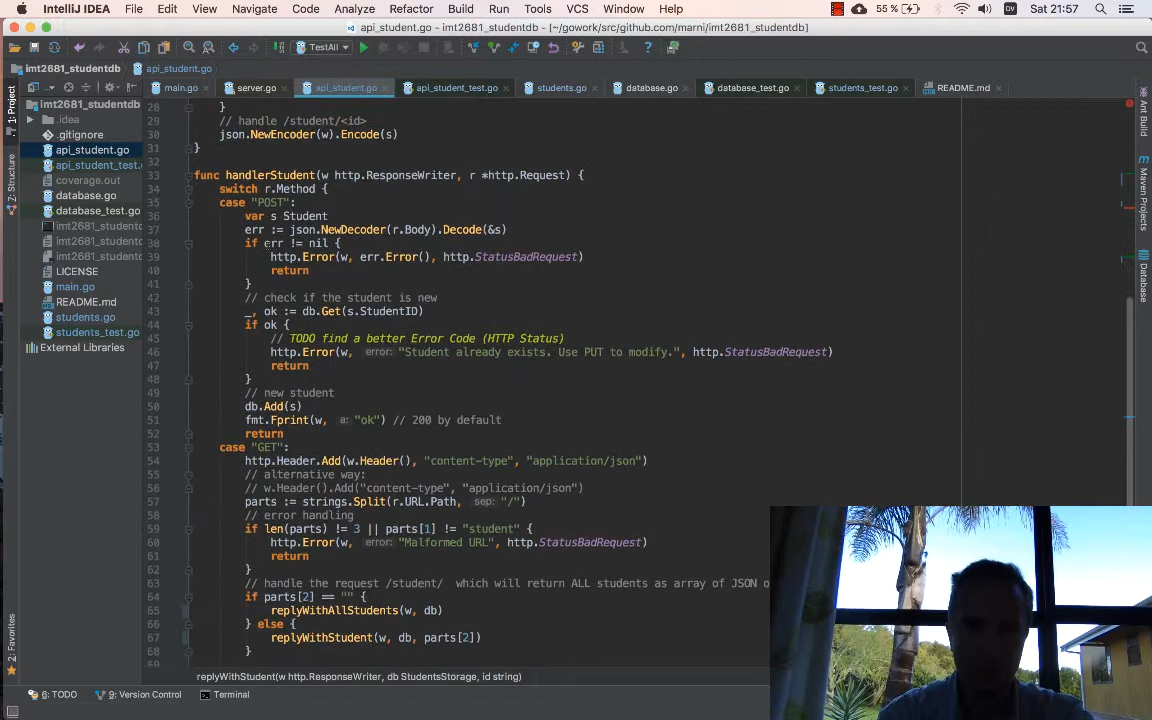 IntelliJ IDEA File Edit View Navigate Code Analyze Refactor Build Run Tools VCS Window Help 55 % DV Sat 21:57
api_student.go - [~/gowork/src/github.com/marni/imt2681_studentdb]
TestAll
imt2681_studentdb api_student.go
main.go server.go api_student.go api_student_test.go students.go database.go database_test.go students_test.go README.md
1: Project
Z: Structure
2: Favorites
imt2681_studentdb
.idea
.gitignore
api_student.go
api_student_test.
coverage.out
database.go
database_test.go
imt2681_studentdb
imt2681_studentdb
imt2681_studentdb
LICENSE
main.go
README.md
students.go
students_test.go
External Libraries
28 }
29 // handle /student/<id>
30 json.NewEncoder(w).Encode(s)
31 }
32
33 func handlerStudent(w http.ResponseWriter, r *http.Request) {
34 switch r.Method {
35 case "POST":
36 var s Student
37 err := json.NewDecoder(r.Body).Decode(&s)
38 if err != nil {
39 http.Error(w, err.Error(), http.StatusBadRequest)
40 return
41 }
42 // check if the student is new
43 _, ok := db.Get(s.StudentID)
44 if ok {
45 // TODO find a better Error Code (HTTP Status)
46 http.Error(w, error: "Student already exists. Use PUT to modify.", http.StatusBadRequest)
47 return
48 }
49 // new student
50 db.Add(s)
51 fmt.Fprint(w, a: "ok") // 200 by default
52 return
53 case "GET":
54 http.Header.Add(w.Header(), "content-type", "application/json")
55 // alternative way:
56 // w.Header().Add("content-type", "application/json")
57 parts := strings.Split(r.URL.Path, sep: "/")
58 // error handling
59 if len(parts) != 3 || parts[1] != "student" {
60 http.Error(w, error: "Malformed URL", http.StatusBadRequest)
61 return
62 }
63 // handle the request /student/ which will return ALL students as array of JSON o
64 if parts[2] == "" {
65 replyWithAllStudents(w, db)
66 } else {
67 replyWithStudent(w, db, parts[2])
68 }
69
Ant Build
Maven Projects
Database
replyWithStudent(w http.ResponseWriter, db StudentsStorage, id string)
6: TODO 9: Version Control Terminal